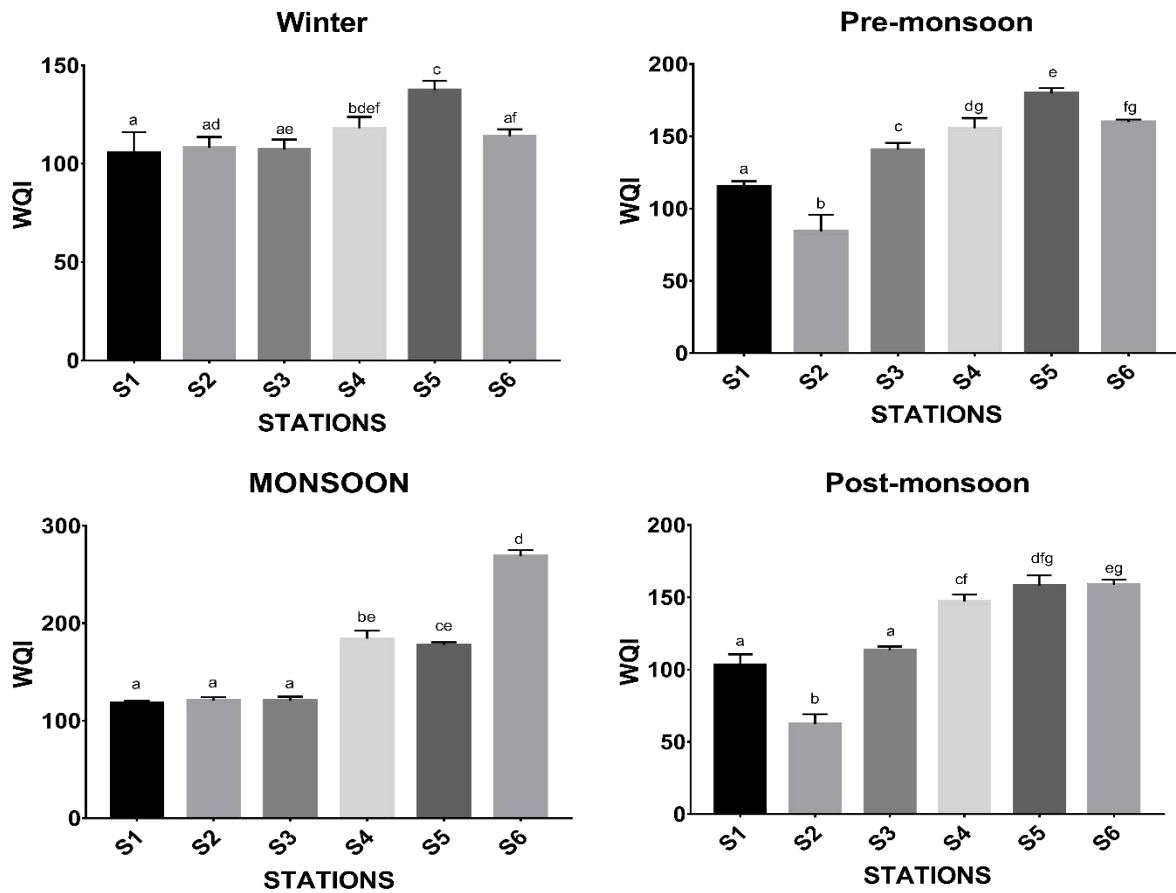 Winter
WQI
150
100
50
0
a
ad
ae
bdef
c
af
S1 S2 S3 S4 S5 S6
STATIONS
Pre-monsoon
WQI
200
150
100
50
0
a
b
c
dg
e
fg
S1 S2 S3 S4 S5 S6
STATIONS
MONSOON
WQI
300
200
100
0
a
a
a
be
ce
d
S1 S2 S3 S4 S5 S6
STATIONS
Post-monsoon
WQI
200
150
100
50
0
a
b
a
cf
dfg
eg
S1 S2 S3 S4 S5 S6
STATIONS